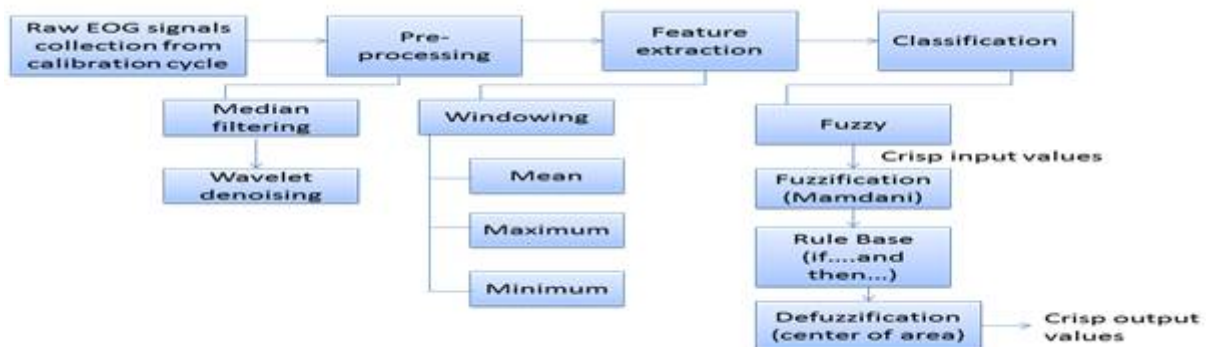 Raw EOG signals
collection from
calibration cycle
Pre-
processing
Feature
extraction
Classification
Median
filtering
Wavelet
denoising
Windowing
Mean
Maximum
Minimum
Fuzzy
Crisp input values
Fuzzification
(Mamdani)
Rule Base
(if....and
then...)
Defuzzification
(center of area)
Crisp output
values